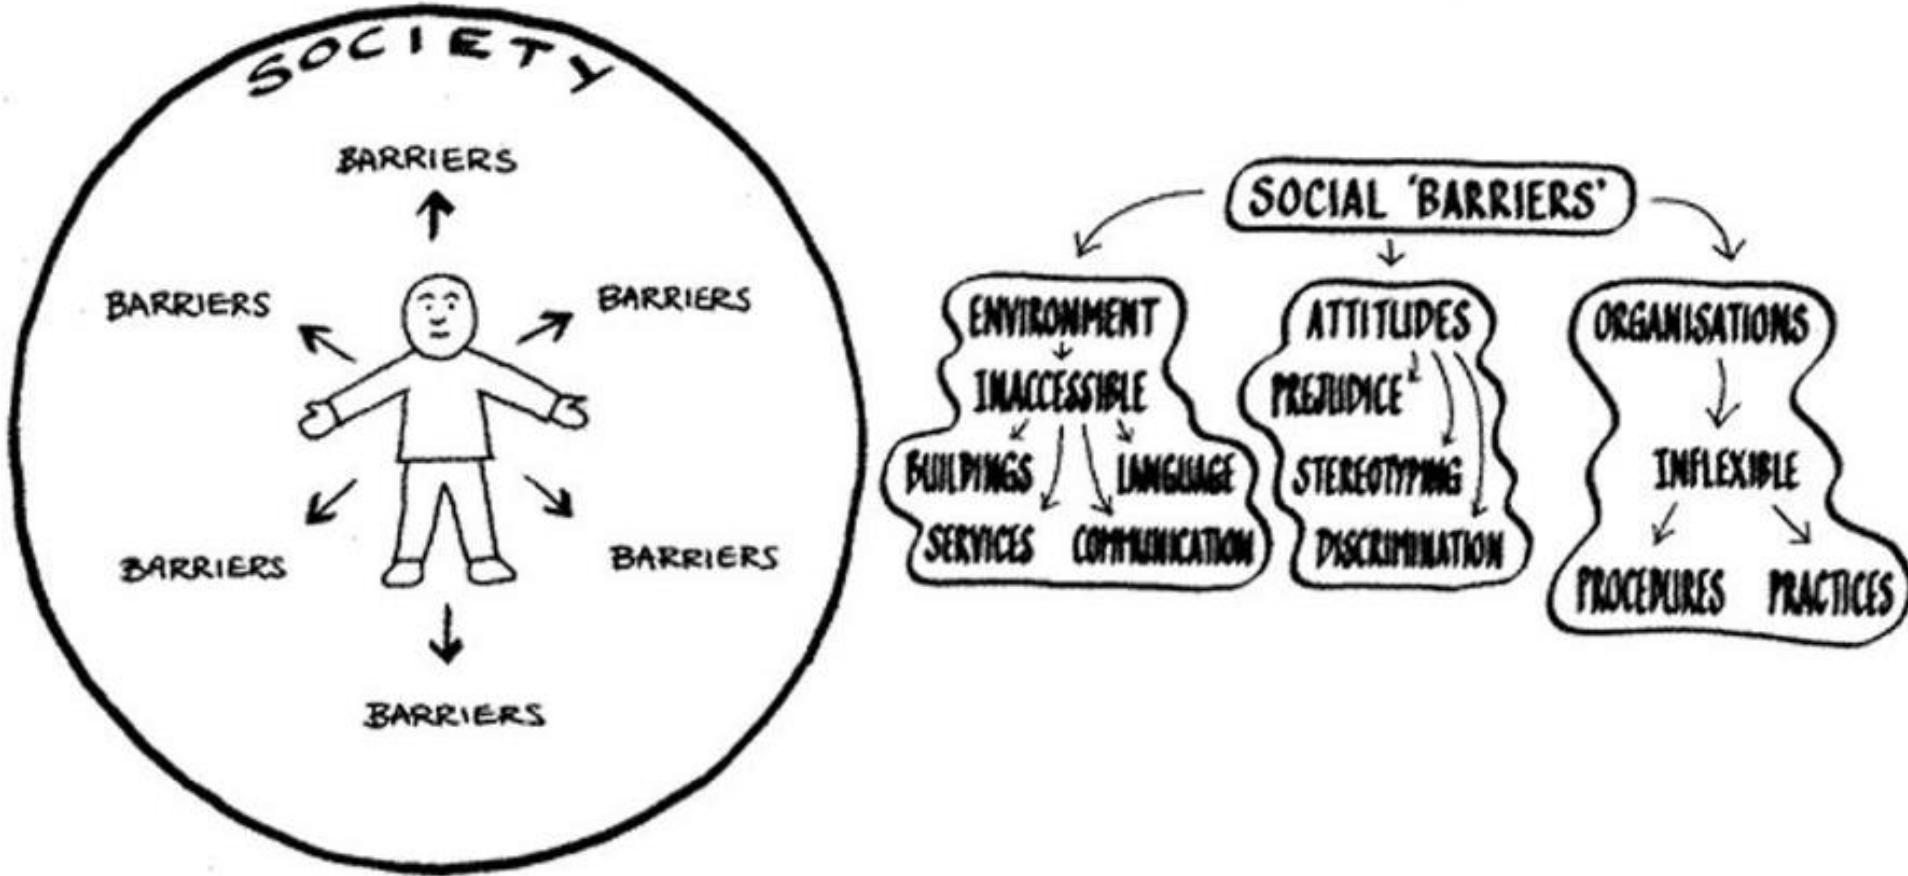 SOCIETY
BARRIERS
BARRIERS BARRIERS
BARRIERS BARRIERS
BARRIERS
SOCIAL 'BARRIERS'
ENVIRONMENT
INACCESSIBLE
BUILDINGS LANGUAGE
SERVICES COMMUNICATION
ATTITUDES
PREJUDICE
STEREOTYPING
DISCRIMINATION
ORGANISATIONS
INFLEXIBLE
PROCEDURES PRACTICES